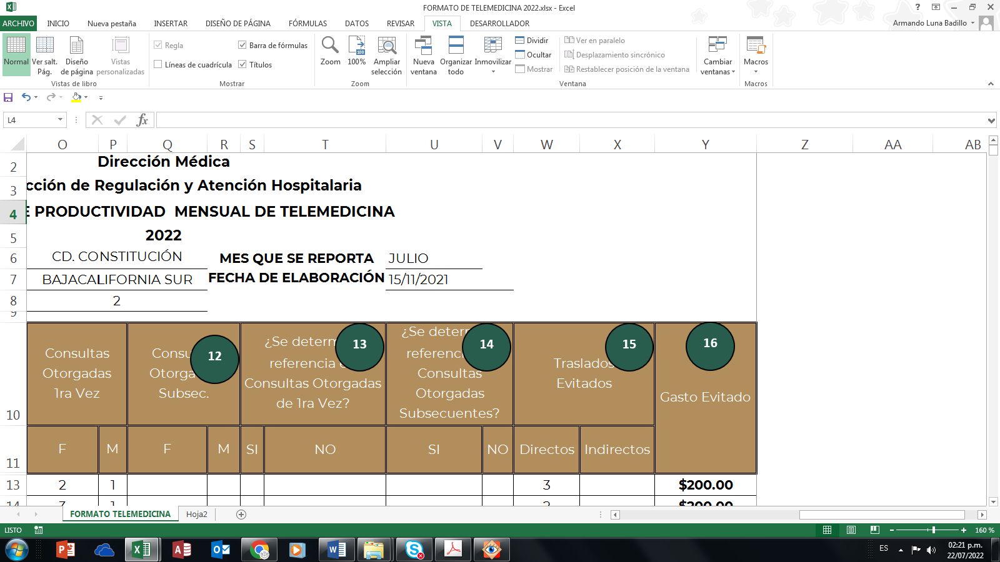 FORMATO DE TELEMEDICINA 2022.xlsx - Excel
ARCHIVO INICIO Nueva pestaña INSERTAR DISEÑO DE PÁGINA FÓRMULAS DATOS REVISAR VISTA DESARROLLADOR Armando Luna Badillo
Normal
Ver salt.
Pág.
Diseño
de página
Vistas
personalizadas
Vistas de libro
Regla
Barra de fórmulas
Líneas de cuadrícula
Títulos
Mostrar
Zoom
100%
Ampliar
selección
Zoom
Nueva
ventana
Organizar
todo
Inmovilizar
Dividir
Ocultar
Mostrar
Ver en paralelo
Desplazamiento sincrónico
Restablecer posición de la ventana
Ventana
Cambiar
ventanas
Macros
Macros
L4
fx
O P Q R S T U V W X Y Z AA AB
2 Dirección Médica
3 cción de Regulación y Atención Hospitalaria
4 E PRODUCTIVIDAD MENSUAL DE TELEMEDICINA
5 2022
6 CD. CONSTITUCIÓN MES QUE SE REPORTA JULIO
7 BAJACALIFORNIA SUR FECHA DE ELABORACIÓN 15/11/2021
8 2
9
10
Consultas
Otorgadas
1ra Vez
Consu
Otorga
Subsec.
12
¿Se determ
referencia e
Consultas Otorgadas
de 1ra Vez?
13
¿Se determ
referenc
Consultas
Otorgadas
Subsecuentes?
14
Traslados
Evitados
15
16
Gasto Evitado
11 F M F M SI NO SI NO Directos Indirectos
13 2 1 3 $200.00
14 3 1 2 $200.00
FORMATO TELEMEDICINA Hoja2
LISTO 160 %
ES 02:21 p.m.
22/07/2022